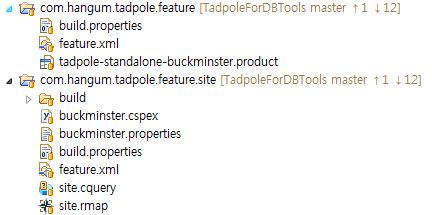 com.hangum.tadpole.feature [TadpoleForDBTools master ↑1 ↓12]
build.properties
feature.xml
tadpole-standalone-buckminster.product
com.hangum.tadpole.feature.site [TadpoleForDBTools master ↑1 ↓12]
build
buckminster.cspex
buckminster.properties
build.properties
feature.xml
site.cquery
site.rmap